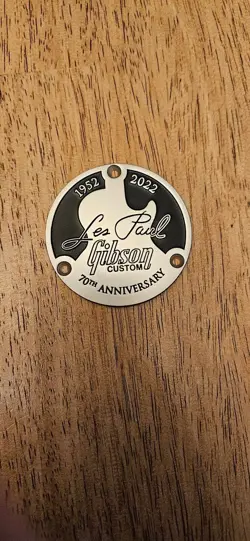 1952 2022
Les Paul
Gibson
CUSTOM
70TH ANNIVERSARY